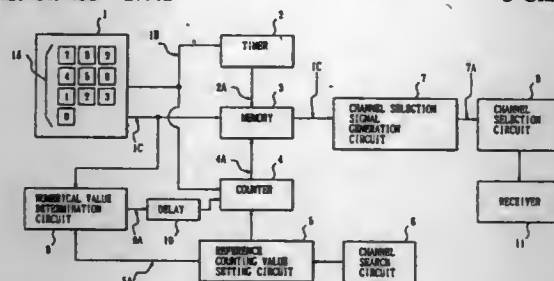 1
2
8
1A
7 8 9
4 5 6
1 2 3
0
1B
TIMER
2A
3
1C
7
7A
MEMORY
CHANNEL SELECTION SIGNAL GENERATION CIRCUIT
CHANNEL SELECTION CIRCUIT
1C
4A
4
COUNTER
NUMERICAL VALUE DETERMINATION CIRCUIT
DELAY
RECEIVER
9
9A
10
5
6
11
5A
REFERENCE COUNTING VALUE SETTING CIRCUIT
CHANNEL SEARCH CIRCUIT